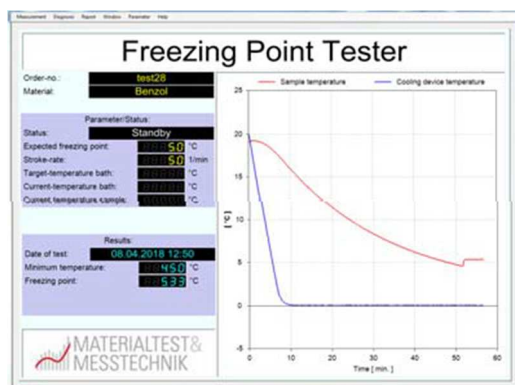 Measurement Diagnosis Report Window Parameter Help
Freezing Point Tester
Order-no.: test28
Material: Benzol
Parameter/Status:
Status: Standby
Expected freezing point: 5.0 °C
Stroke-rate: 50 1/min
Target-temperature bath: °C
Current-temperature bath: °C
Current temperature sample: °C
Results:
Date of test: 08.04.2018 12:50
Minimum temperature: 4.50 °C
Freezing point: 5.33 °C
MATERIALTEST&
MESSTECHNIK
Sample temperature Cooling device temperature
25
20
15
10
5
0
-5
[°C]
0 10 20 30 40 50 60
Time [ min. ]